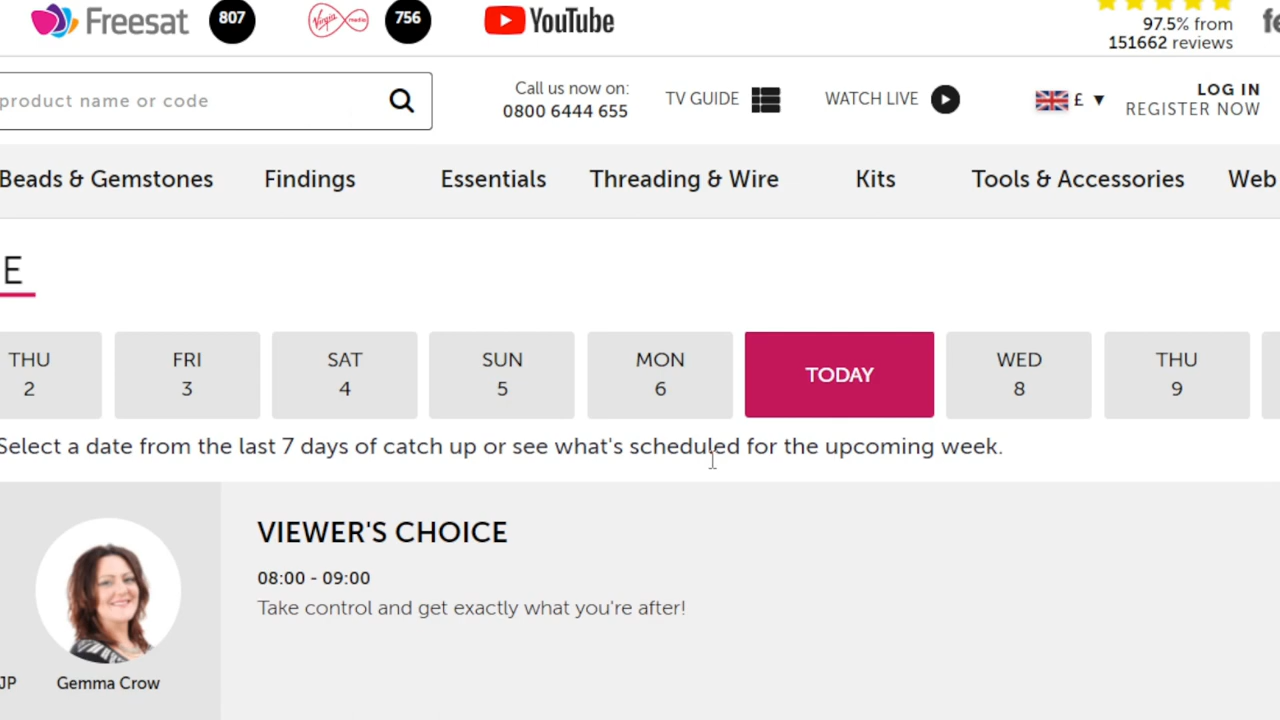 Freesat 807 Virgin media 756 YouTube
97.5% from
151662 reviews
product name or code
Call us now on:
0800 6444 655
TV GUIDE
WATCH LIVE
£ ▼
LOG IN
REGISTER NOW
Beads & Gemstones Findings Essentials Threading & Wire Kits Tools & Accessories Web
E
THU
2
FRI
3
SAT
4
SUN
5
MON
6
TODAY
WED
8
THU
9
Select a date from the last 7 days of catch up or see what's scheduled for the upcoming week.
VIEWER'S CHOICE
08:00 - 09:00
Take control and get exactly what you're after!
JP
Gemma Crow